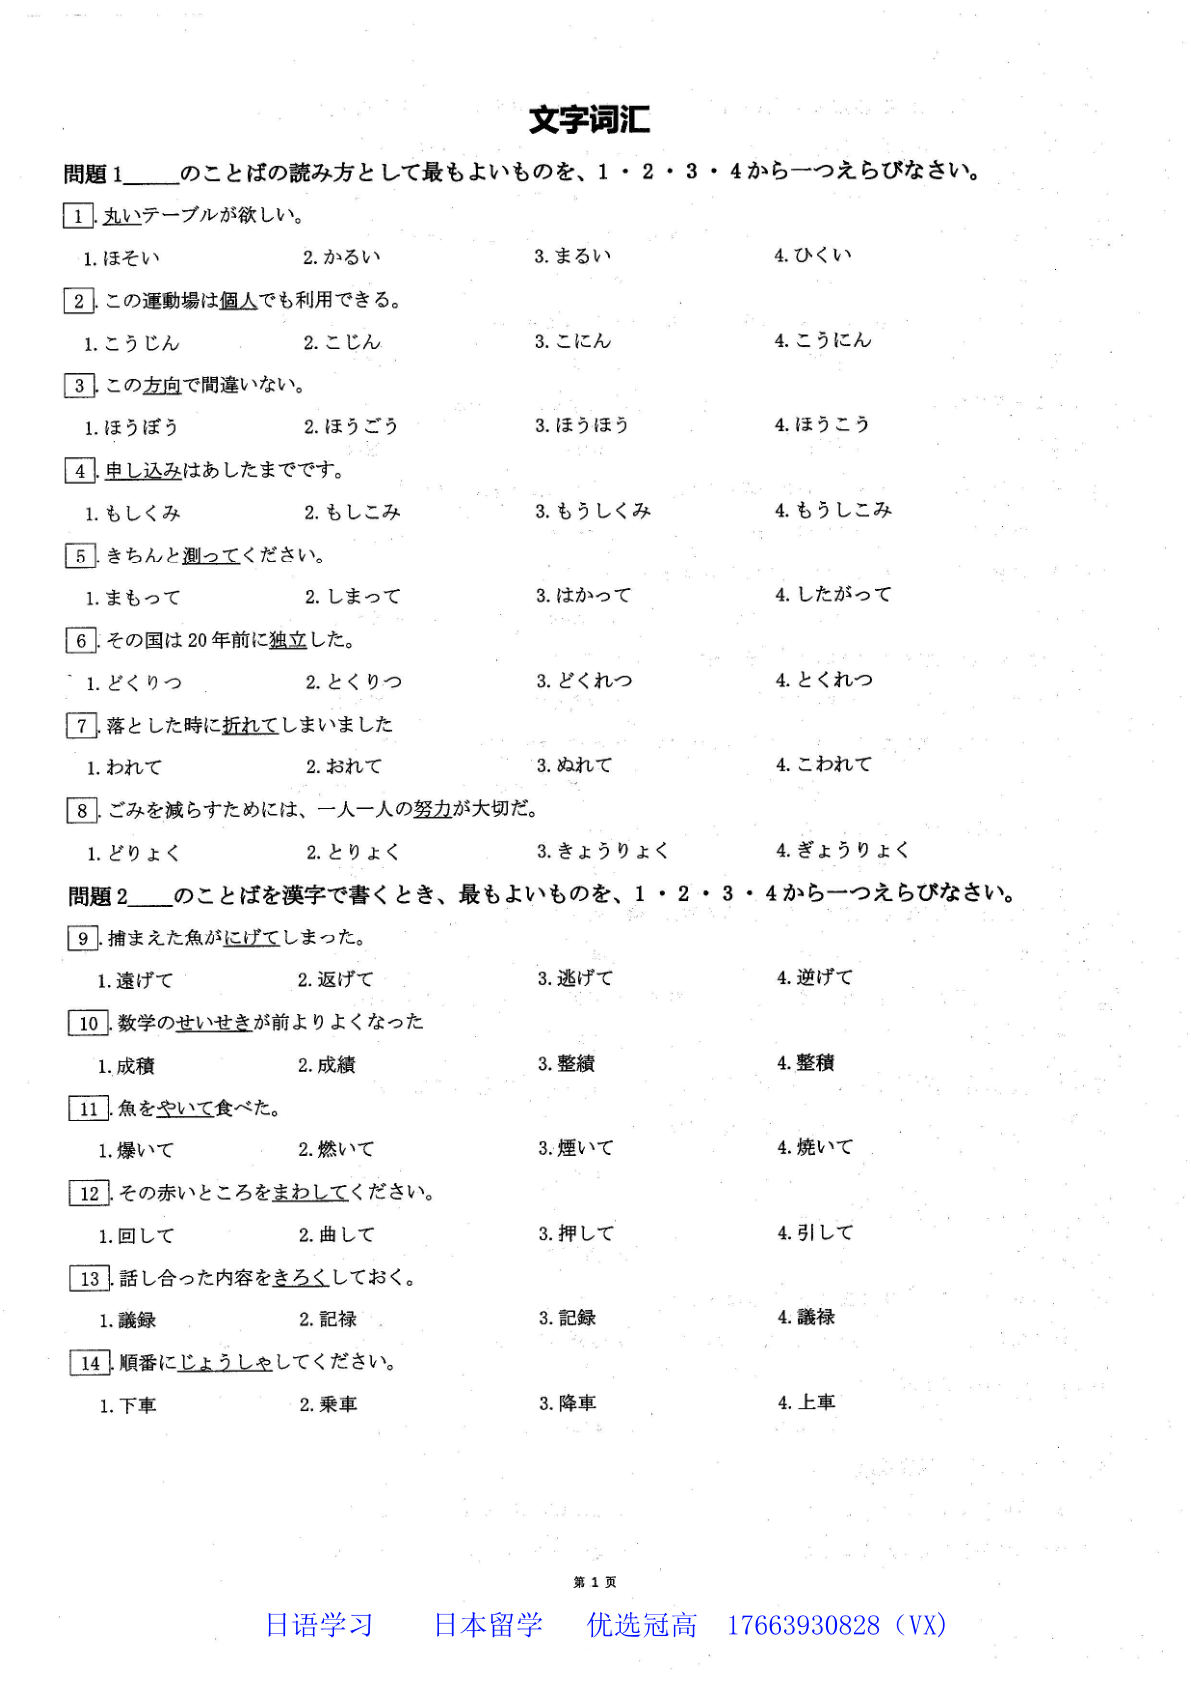 文字词汇
問題1____のことばの読み方として最もよいものを、1・2・3・4から一つえらびなさい。
1.丸いテーブルが欲しい。
1.ほそい 2.かるい 3.まるい 4.ひくい
2.この運動場は個人でも利用できる。
1.こうじん 2.こじん 3.こにん 4.こうにん
3.この方向で間違いない。
1.ほうぼう 2.ほうごう 3.ほうほう 4.ほうこう
4.申し込みはあしたまでです。
1.もしくみ 2.もしこみ 3.もうしくみ 4.もうしこみ
5.きちんと測ってください。
1.まもって 2.しまって 3.はかって 4.したがって
6.その国は20年前に独立した。
1.どくりつ 2.とくりつ 3.どくれつ 4.とくれつ
7.落とした時に折れてしまいました
1.われて 2.おれて 3.ぬれて 4.こわれて
8.ごみを減らすためには、一人一人の努力が大切だ。
1.どりょく 2.とりょく 3.きょうりょく 4.ぎょうりょく
問題2____のことばを漢字で書くとき、最もよいものを、1・2・3・4から一つえらびなさい。
9.捕まえた魚がにげてしまった。
1.遠げて 2.返げて 3.逃げて 4.逆げて
10.数学のせいせきが前よりよくなった
1.成積 2.成績 3.整績 4.整積
11.魚をやいて食べた。
1.爆いて 2.燃いて 3.煙いて 4.焼いて
12.その赤いところをまわしてください。
1.回して 2.曲して 3.押して 4.引して
13.話し合った内容をきろくしておく。
1.議録 2.記禄 3.記録 4.議禄
14.順番にじょうしゃしてください。
1.下車 2.乗車 3.降車 4.上車
第 1 页
日语学习 日本留学 优选冠高 17663930828（VX)